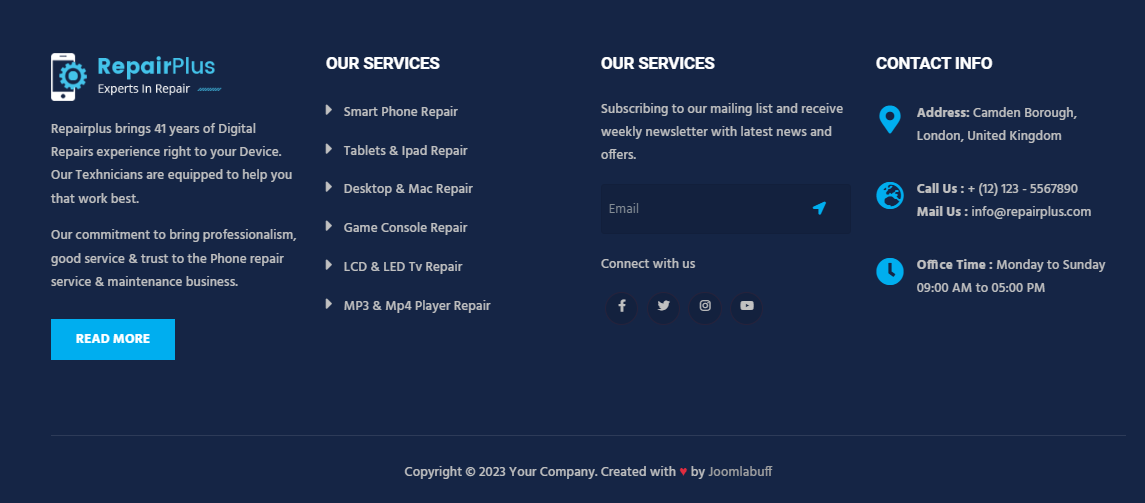 RepairPlus
Experts In Repair
Repairplus brings 41 years of Digital
Repairs experience right to your Device.
Our Texhnicians are equipped to help you
that work best.
Our commitment to bring professionalism,
good service & trust to the Phone repair
service & maintenance business.
READ MORE
OUR SERVICES
Smart Phone Repair
Tablets & Ipad Repair
Desktop & Mac Repair
Game Console Repair
LCD & LED Tv Repair
MP3 & Mp4 Player Repair
OUR SERVICES
Subscribing to our mailing list and receive
weekly newsletter with latest news and
offers.
Email
Connect with us
CONTACT INFO
Address: Camden Borough,
London, United Kingdom
Call Us : + (12) 123 - 5567890
Mail Us : info@repairplus.com
Office Time : Monday to Sunday
09:00 AM to 05:00 PM
Copyright © 2023 Your Company. Created with ♥ by Joomlabuff